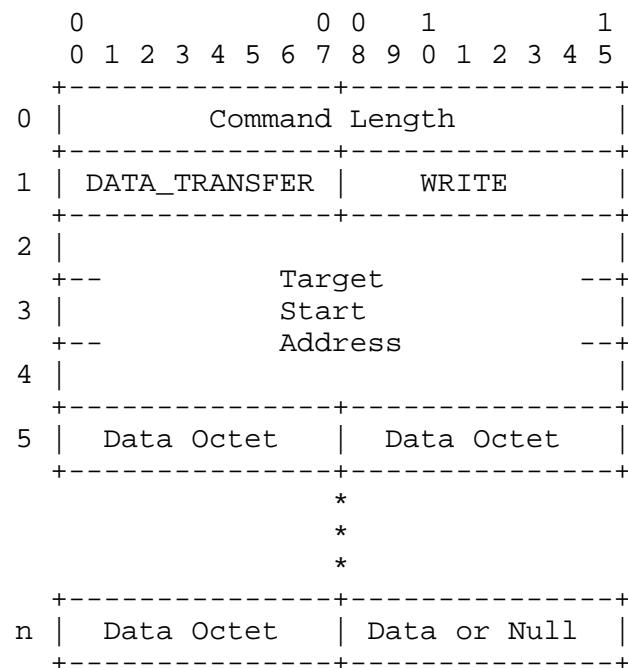 0             0 0   1         1
     0 1 2 3 4 5 6 7 8 9 0 1 2 3 4 5
    +---------------+---------------+
0   |        Command Length         |
    +---------------+---------------+
1   | DATA_TRANSFER |    WRITE      |
    +---------------+---------------+
2   |                               |
    +--          Target           --+
3   |            Start              |
    +--          Address          --+
4   |                               |
    +---------------+---------------+
5   |  Data Octet   |  Data Octet   |
    +---------------+---------------+
                    *
                    *
                    *
    +---------------+---------------+
n   |  Data Octet   | Data or Null  |
    +---------------+---------------+